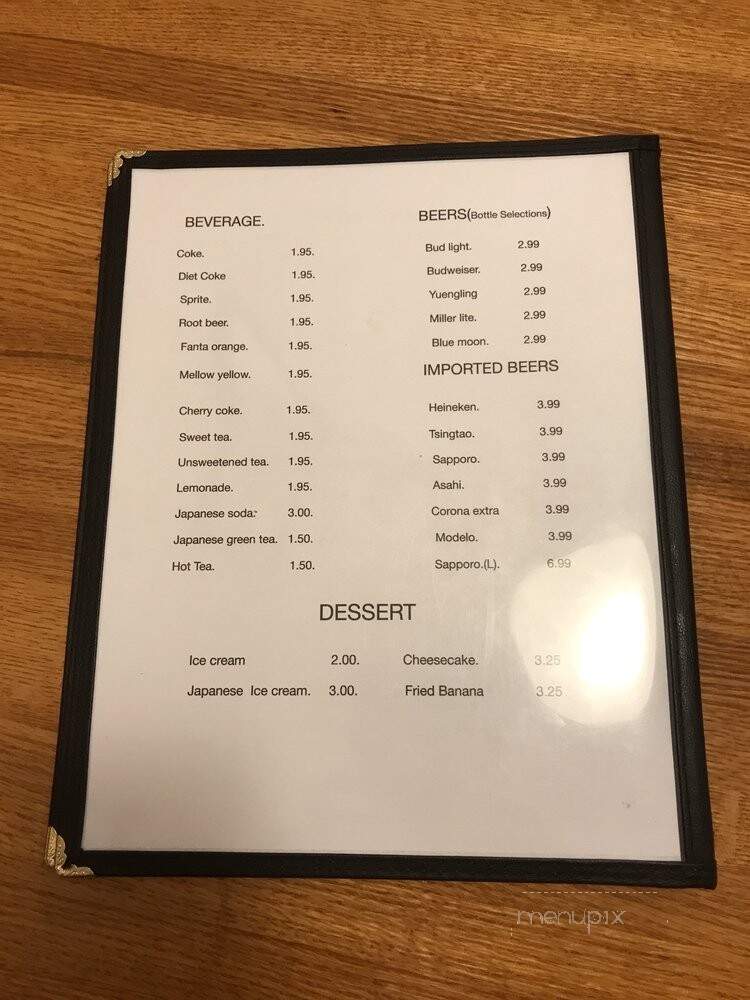 BEVERAGE.
Coke. 1.95.
Diet Coke 1.95.
Sprite. 1.95.
Root beer. 1.95.
Fanta orange. 1.95.
Mellow yellow. 1.95.
Cherry coke. 1.95.
Sweet tea. 1.95.
Unsweetened tea. 1.95.
Lemonade. 1.95.
Japanese soda. 3.00.
Japanese green tea. 1.50.
Hot Tea. 1.50.
BEERS(Bottle Selections)
Bud light. 2.99
Budweiser. 2.99
Yuengling 2.99
Miller lite. 2.99
Blue moon. 2.99
IMPORTED BEERS
Heineken. 3.99
Tsingtao. 3.99
Sapporo. 3.99
Asahi. 3.99
Corona extra 3.99
Modelo. 3.99
Sapporo.(L). 6.99
DESSERT
Ice cream 2.00. Cheesecake. 3.25
Japanese Ice cream. 3.00. Fried Banana 3.25
menupix